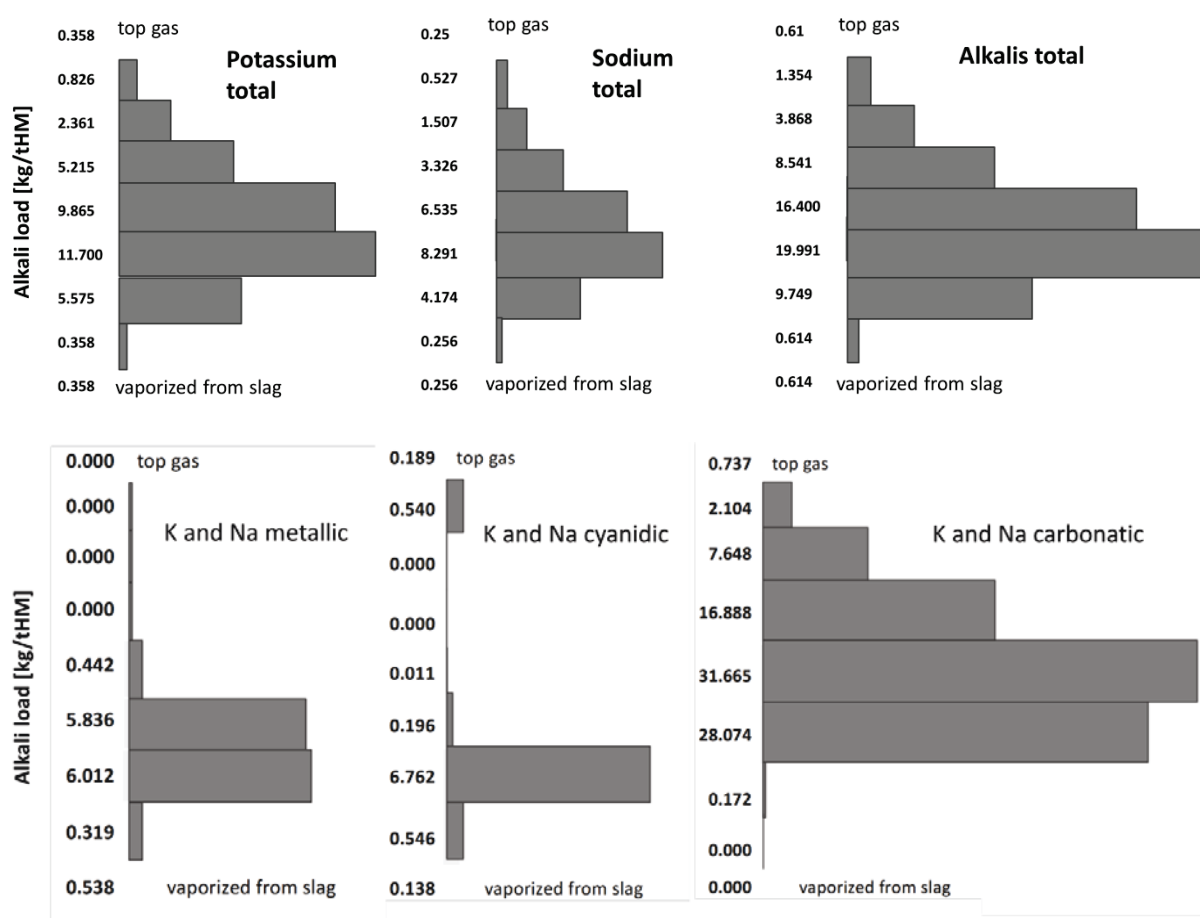 Alkali load [kg/tHM]
0.358 top gas
Potassium
total
0.826
2.361
5.215
9.865
11.700
5.575
0.358
0.358 vaporized from slag
0.25 top gas
Sodium
total
0.527
1.507
3.326
6.535
8.291
4.174
0.256
0.256 vaporized from slag
0.61 top gas
Alkalis total
1.354
3.868
8.541
16.400
19.991
9.749
0.614
0.614 vaporized from slag
Alkali load [kg/tHM]
0.000 top gas
0.000
K and Na metallic
0.000
0.000
0.442
5.836
6.012
0.319
0.538 vaporized from slag
0.189 top gas
0.540
K and Na cyanidic
0.000
0.000
0.011
0.196
6.762
0.546
0.138 vaporized from slag
0.737 top gas
2.104
K and Na carbonatic
7.648
16.888
31.665
28.074
0.172
0.000
0.000 vaporized from slag